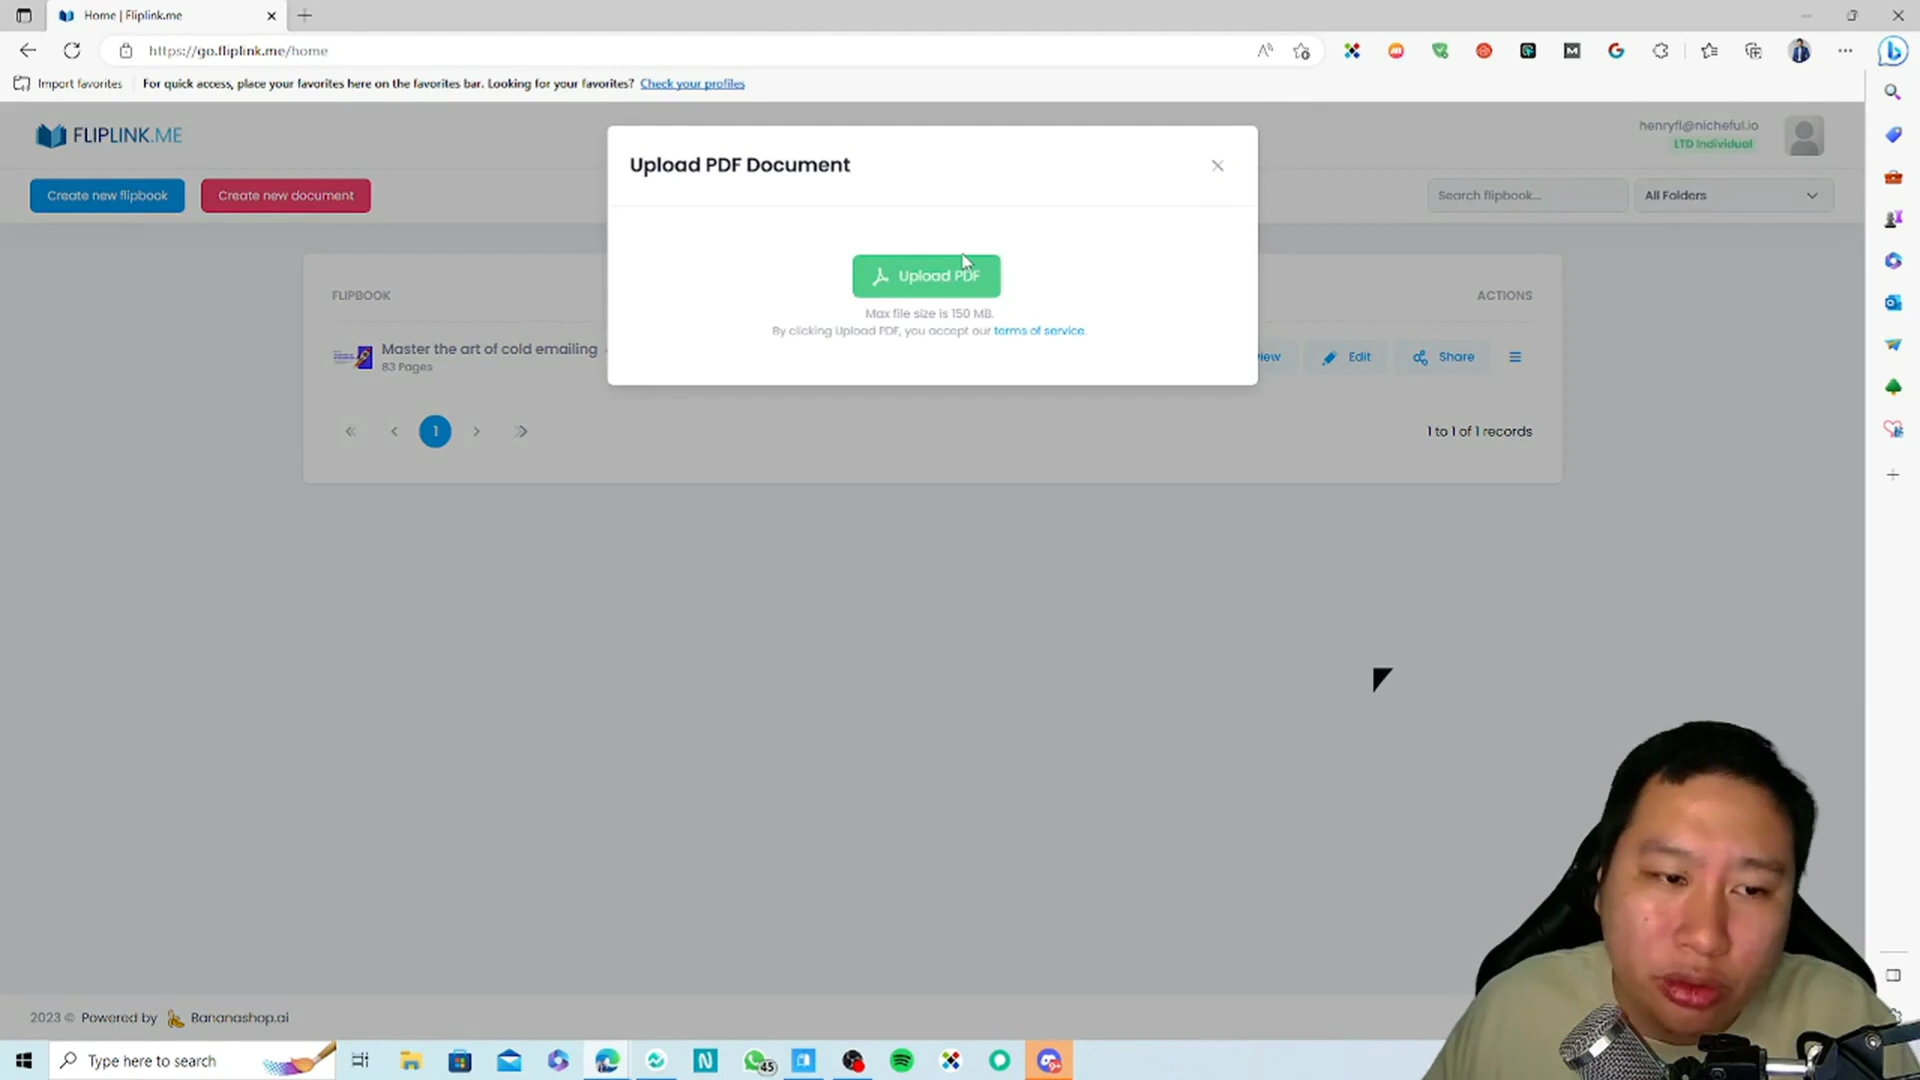 Home | Fliplink.me
https://go.fliplink.me/home
Import favorites
For quick access, place your favorites here on the favorites bar. Looking for your favorites? Check your profiles
FLIPLINK.ME
henryfl@nicheful.io
LTD Individual
Create new flipbook
Create new document
Search flipbook...
All Folders
Upload PDF Document
Upload PDF
Max file size is 150 MB.
By clicking Upload PDF, you accept our terms of service.
FLIPBOOK
ACTIONS
Master the art of cold emailing
83 Pages
iew
Edit
Share
1
1 to 1 of 1 records
2023 © Powered by Bananashop.ai
Type here to search
45